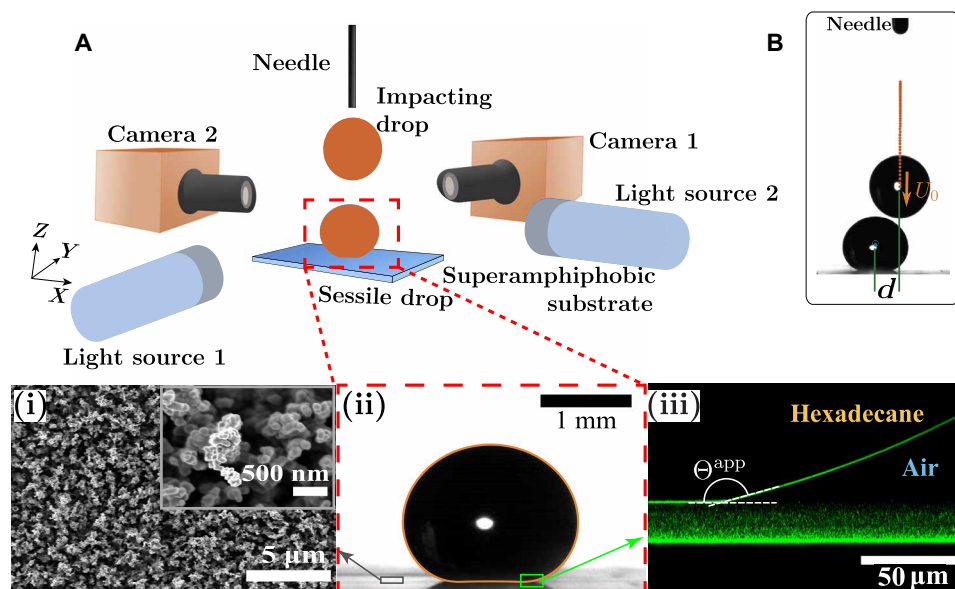 A
Needle
Impacting
drop
Camera 2
Camera 1
Light source 2
Z
Y
X
Sessile drop
Superamphiphobic
substrate
Light source 1
B
Needle
U₀
d
(i)
500 nm
5 µm
(ii)
1 mm
(iii)
Hexadecane
Air
Θᵃᵖᵖ
50 µm